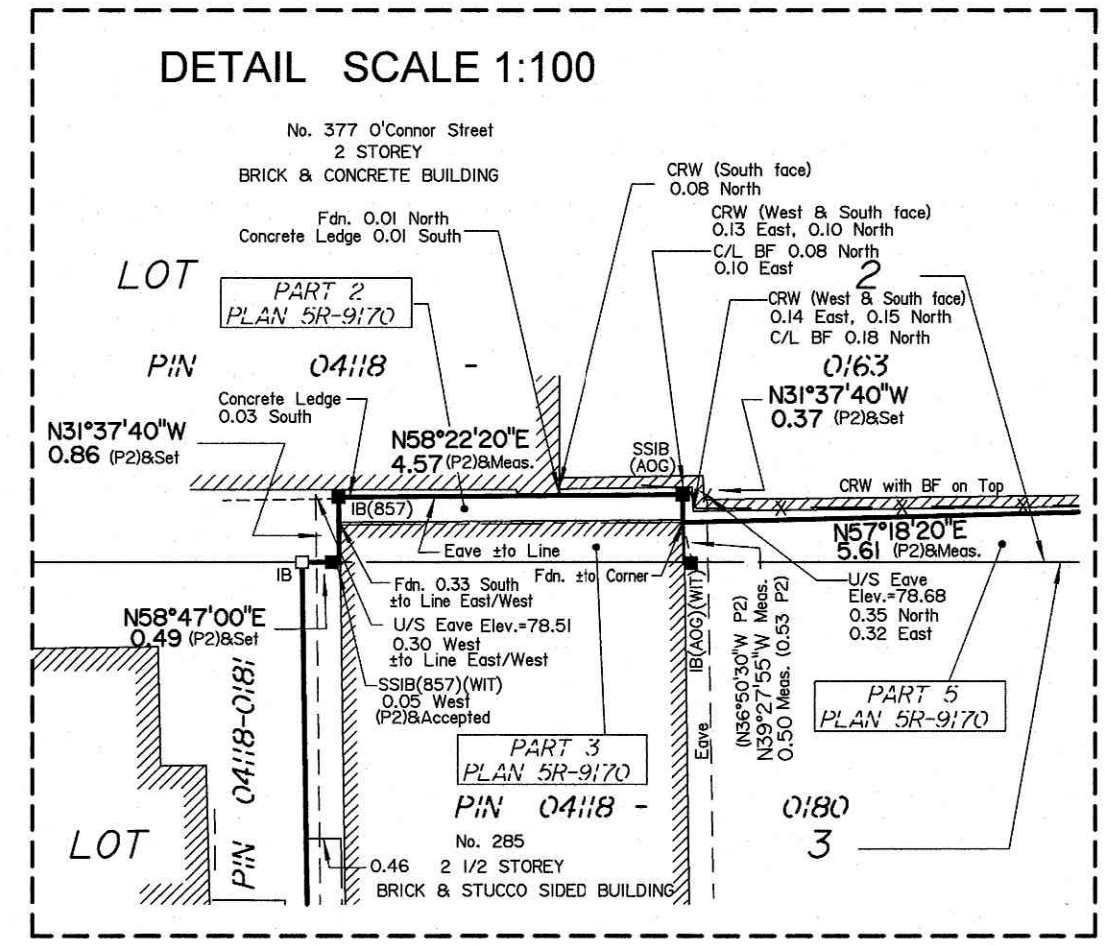 DETAIL SCALE 1:100
No. 377 O'Connor Street
2 STOREY
BRICK & CONCRETE BUILDING
CRW (South face)
0.08 North
Fdn. 0.01 North
Concrete Ledge 0.01 South
CRW (West & South face)
0.13 East, 0.10 North
C/L BF 0.08 North
0.10 East
2
LOT
PART 2
PLAN 5R-9170
CRW (West & South face)
0.14 East, 0.15 North
C/L BF 0.18 North
PIN 04118 - 0163
Concrete Ledge
0.03 South
N31°37'40"W
0.37 (P2)&Set
N31°37'40"W
0.86 (P2)&Set
N58°22'20"E
4.57 (P2)&Meas.
SSIB
(AOG)
CRW with BF on Top
IB(857)
N57°18'20"E
5.61 (P2)&Meas.
Eave ±to Line
IB
Fdn. 0.33 South
±to Line East/West
Fdn. ±to Corner
U/S Eave
Elev.=78.68
0.35 North
0.32 East
N58°47'00"E
0.49 (P2)&Set
U/S Eave Elev.=78.51
0.30 West
±to Line East/West
SSIB(857)(WIT)
0.05 West
(P2)&Accepted
IB(AOG)(WIT)
(N36°50'30"W P2)
N39°27'55"W Meas.
0.50 Meas. (0.53 P2)
Eave
PART 5
PLAN 5R-9170
PART 3
PLAN 5R-9170
PIN 04118-0181
PIN 04118 - 0180
LOT
3
No. 285
0.46
2 1/2 STOREY
BRICK & STUCCO SIDED BUILDING